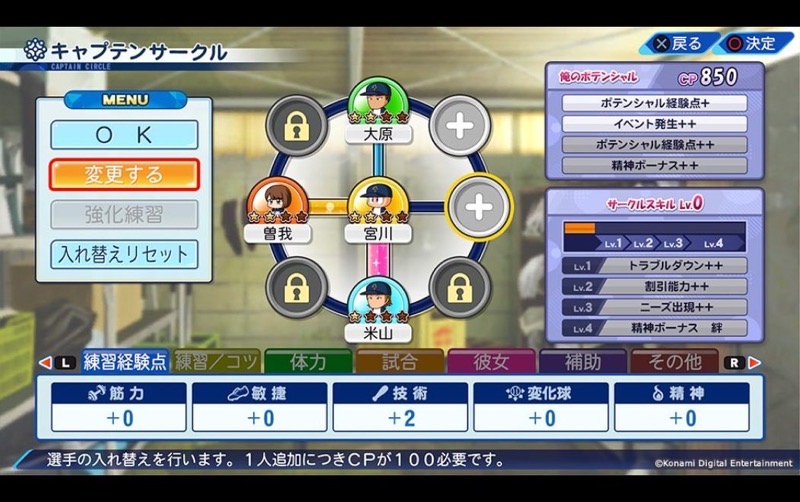 キャプテンサークル
CAPTAIN CIRCLE
戻る
決定
MENU
OK
変更する
強化練習
入れ替えリセット
大原
曽我
宮川
米山
俺のポテンシャル
CP850
ポテンシャル経験点+
イベント発生++
ポテンシャル経験点++
精神ボーナス++
サークルスキル Lv.0
Lv.1 Lv.2 Lv.3 Lv.4
Lv.1 トラブルダウン++
Lv.2 割引能力++
Lv.3 ニーズ出現++
Lv.4 精神ボーナス 絆
L 練習経験点 練習/コツ 体力 試合 彼女 補助 その他 R
筋力 敏捷 技術 変化球 精神
+0 +0 +2 +0 +0
選手の入れ替えを行います。1人追加につきCPが100必要です。
©Konami Digital Entertainment